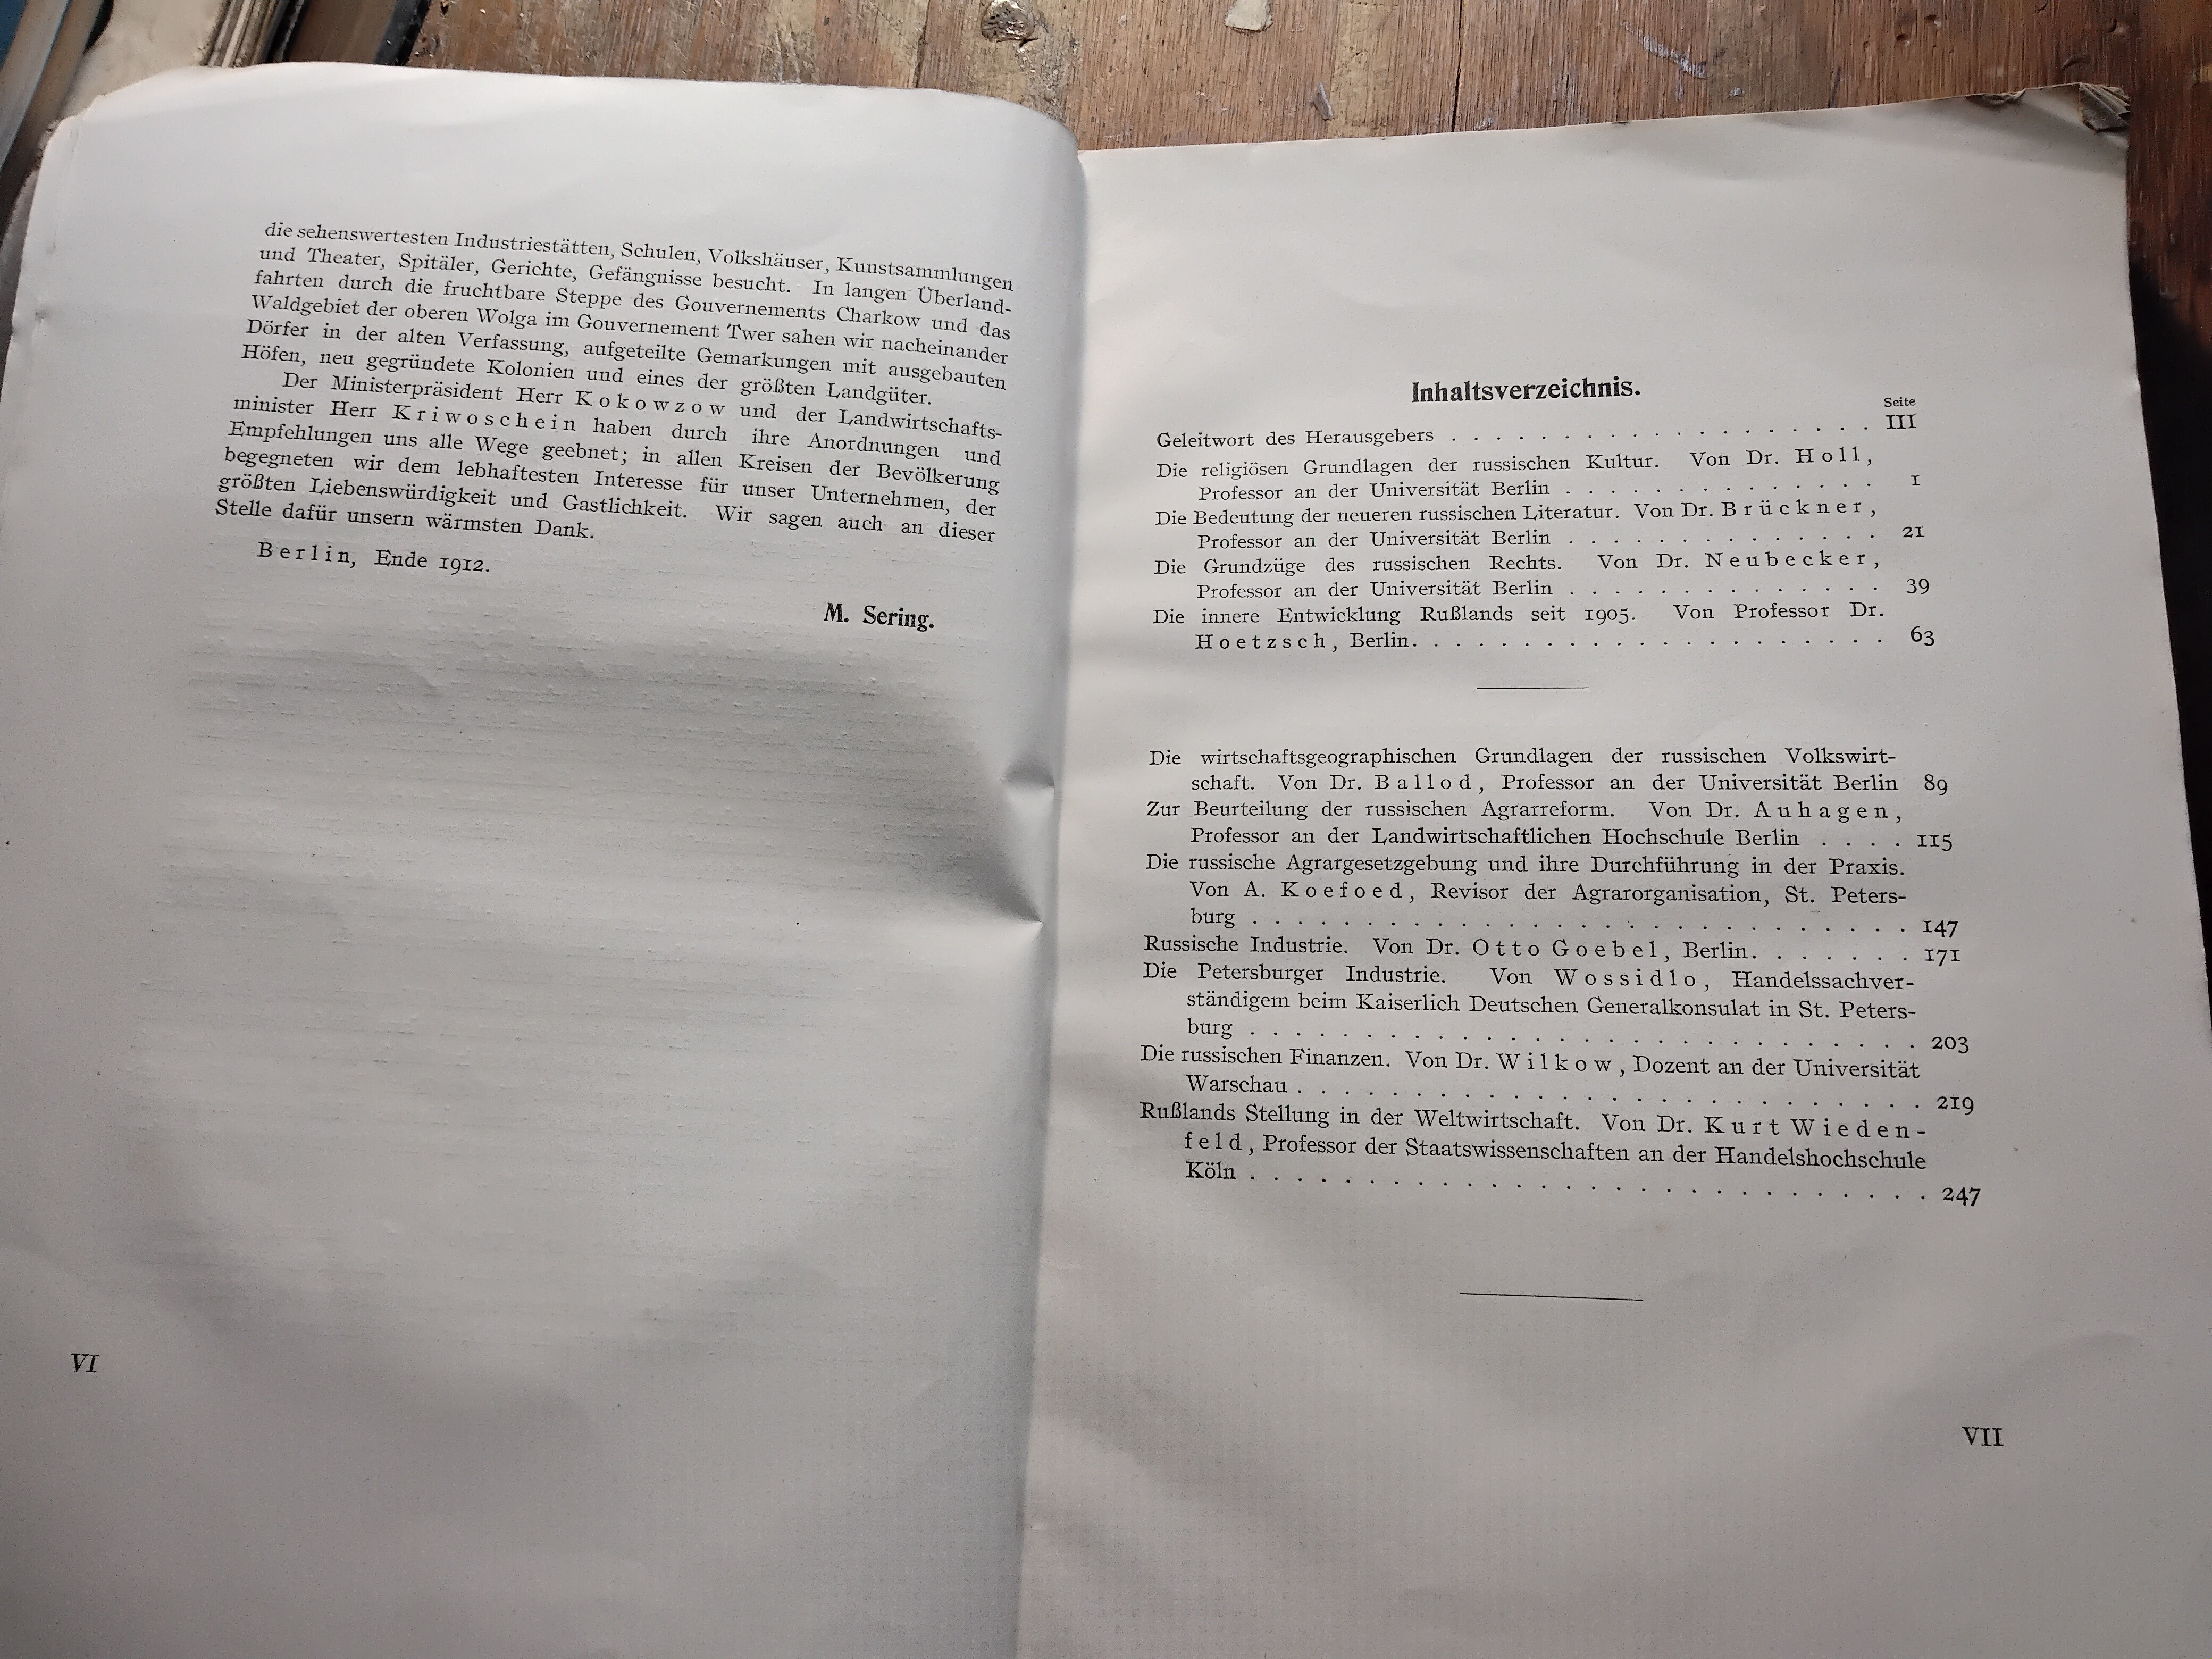 die sehenswertesten Industriestätten, Schulen, Volkshäuser, Kunstsammlungen
und Theater, Spitäler, Gerichte, Gefängnisse besucht. In langen Überland-
fahrten durch die fruchtbare Steppe des Gouvernements Charkow und das
Waldgebiet der oberen Wolga im Gouvernement Twer sahen wir nacheinander
Dörfer in der alten Verfassung, aufgeteilte Gemarkungen mit ausgebauten
Höfen, neu gegründete Kolonien und eines der größten Landgüter.
Der Ministerpräsident Herr Kokowzow und der Landwirtschafts-
minister Herr Kriwoschein haben durch ihre Anordnungen und
Empfehlungen uns alle Wege geebnet; in allen Kreisen der Bevölkerung
begegneten wir dem lebhaftesten Interesse für unser Unternehmen, der
größten Liebenswürdigkeit und Gastlichkeit. Wir sagen auch an dieser
Stelle dafür unsern wärmsten Dank.
Berlin, Ende 1912.
M. Sering.
VI
Inhaltsverzeichnis.
Seite
Geleitwort des Herausgebers . . . . . . . . . . . . . . . . . . III
Die religiösen Grundlagen der russischen Kultur. Von Dr. Holl,
Professor an der Universität Berlin . . . . . . . . . . . . . 1
Die Bedeutung der neueren russischen Literatur. Von Dr. Brückner,
Professor an der Universität Berlin . . . . . . . . . . . . . 21
Die Grundzüge des russischen Rechts. Von Dr. Neubecker,
Professor an der Universität Berlin . . . . . . . . . . . . . 39
Die innere Entwicklung Rußlands seit 1905. Von Professor Dr.
Hoetzsch, Berlin. . . . . . . . . . . . . . . . . . . . 63
Die wirtschaftsgeographischen Grundlagen der russischen Volkswirt-
schaft. Von Dr. Ballod, Professor an der Universität Berlin 89
Zur Beurteilung der russischen Agrarreform. Von Dr. Auhagen,
Professor an der Landwirtschaftlichen Hochschule Berlin . . . . 115
Die russische Agrargesetzgebung und ihre Durchführung in der Praxis.
Von A. Koefoed, Revisor der Agrarorganisation, St. Peters-
burg . . . . . . . . . . . . . . . . . . . . . . 147
Russische Industrie. Von Dr. Otto Goebel, Berlin. . . . . . . 171
Die Petersburger Industrie. Von Wossidlo, Handelssachver-
ständigem beim Kaiserlich Deutschen Generalkonsulat in St. Peters-
burg . . . . . . . . . . . . . . . . . . . . . . 203
Die russischen Finanzen. Von Dr. Wilkow, Dozent an der Universität
Warschau . . . . . . . . . . . . . . . . . . . . . 219
Rußlands Stellung in der Weltwirtschaft. Von Dr. Kurt Wieden-
feld, Professor der Staatswissenschaften an der Handelshochschule
Köln . . . . . . . . . . . . . . . . . . . . . . 247
VII